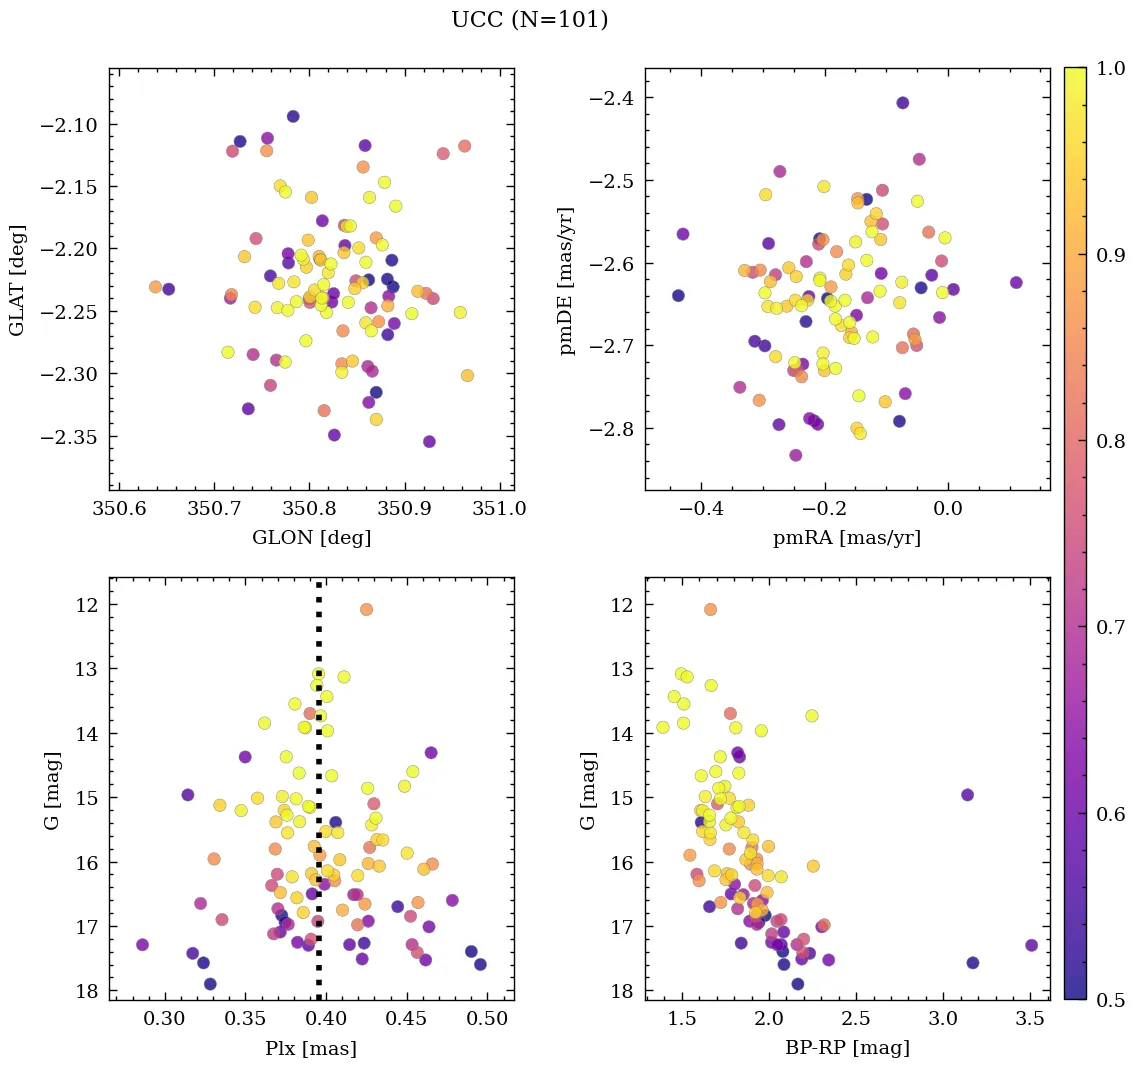 UCC (N=101)
−2.10
−2.15
−2.20
−2.25
−2.30
−2.35
GLAT [deg]
350.6 350.7 350.8 350.9 351.0
GLON [deg]
−2.4
−2.5
−2.6
−2.7
−2.8
pmDE [mas/yr]
−0.4 −0.2 0.0
pmRA [mas/yr]
12
13
14
15
16
17
18
G [mag]
0.30 0.35 0.40 0.45 0.50
Plx [mas]
12
13
14
15
16
17
18
G [mag]
1.5 2.0 2.5 3.0 3.5
BP-RP [mag]
1.0
0.9
0.8
0.7
0.6
0.5